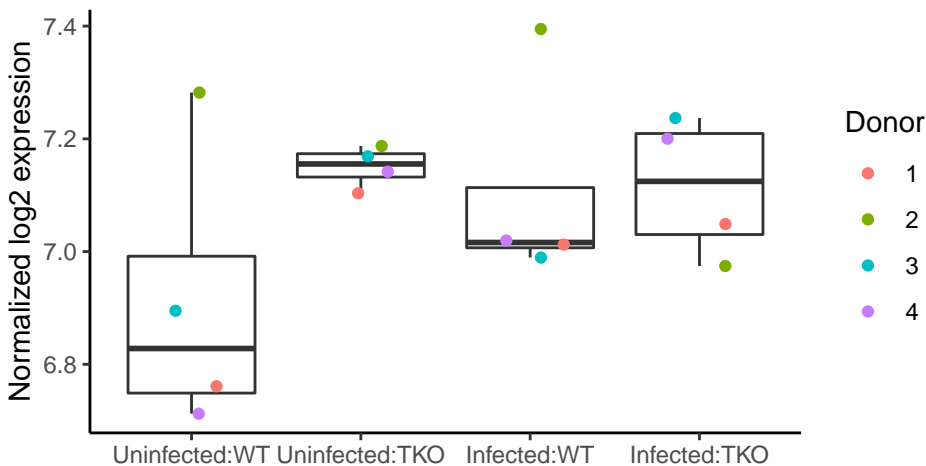 Normalized log2 expression
7.4
7.2
7.0
6.8
Uninfected:WT Uninfected:TKO Infected:WT Infected:TKO
Donor
1
2
3
4